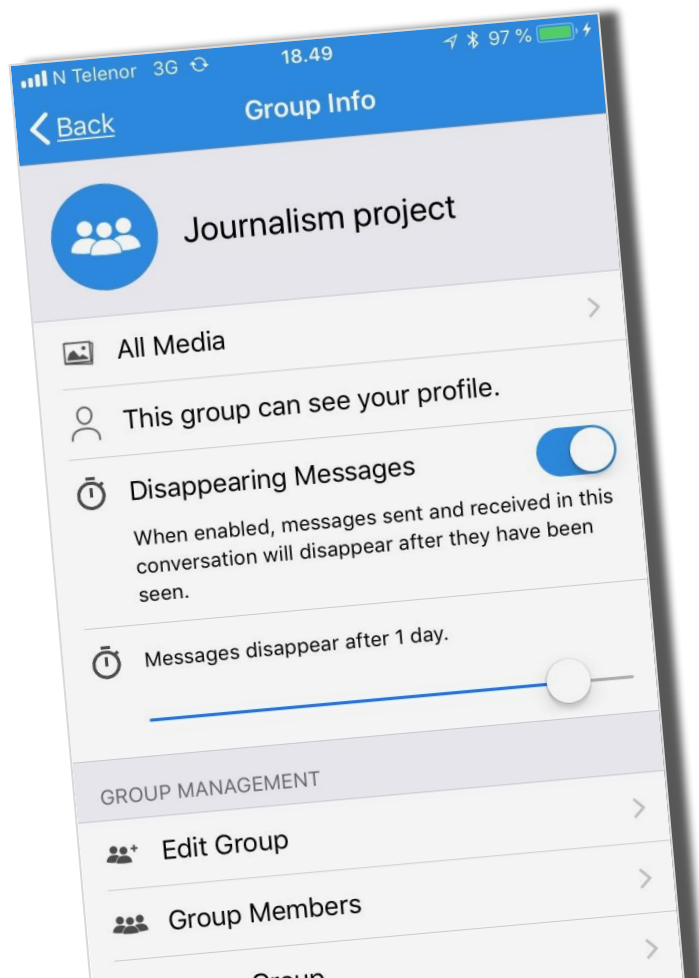 N Telenor 3G 18.49 97 %
Back Group Info
Journalism project
All Media
This group can see your profile.
Disappearing Messages
When enabled, messages sent and received in this
conversation will disappear after they have been
seen.
Messages disappear after 1 day.
GROUP MANAGEMENT
Edit Group
Group Members
Group